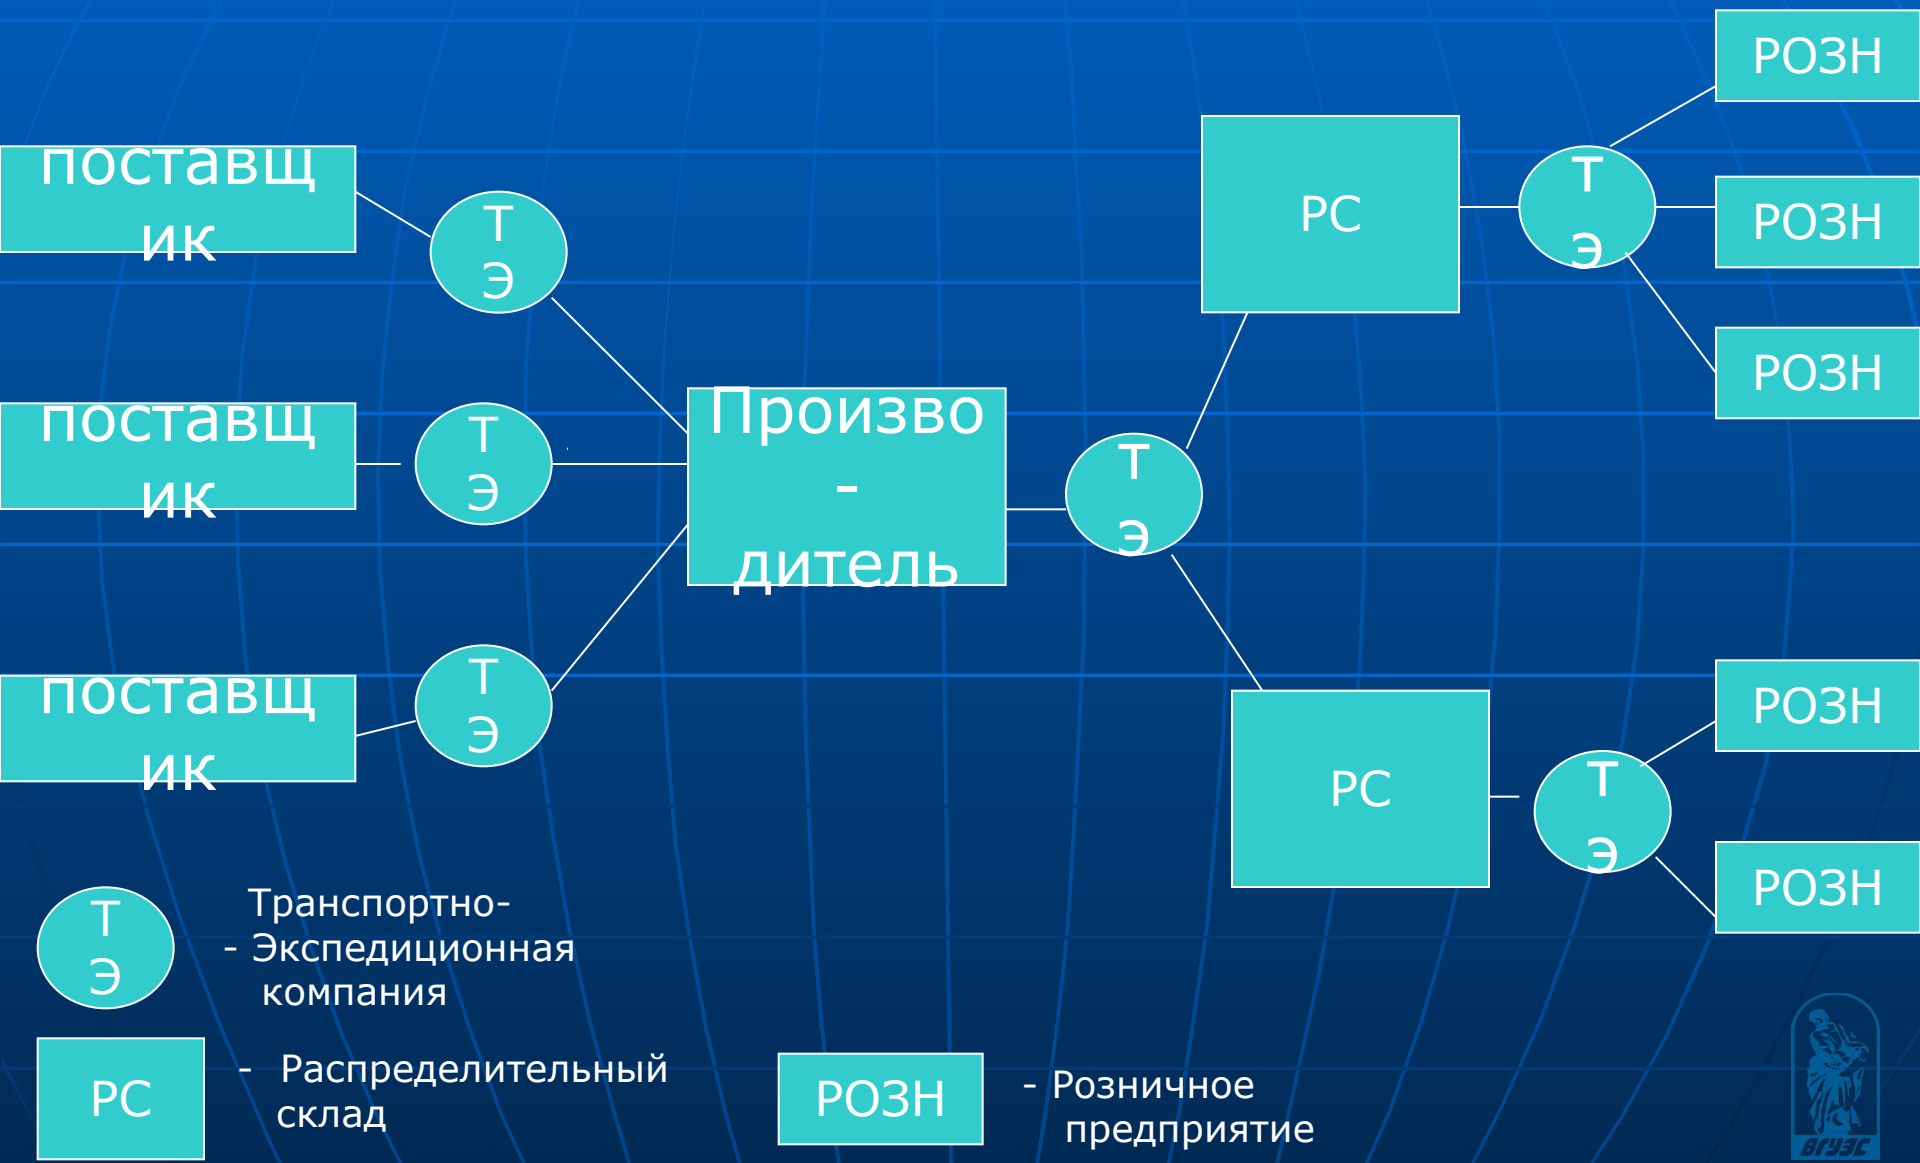 поставщ
ик
Т
Э
поставщ
ик
Т
Э
поставщ
ик
Т
Э
Произво
-
дитель
Т
Э
РС
Т
Э
РОЗН
РОЗН
РОЗН
РС
Т
Э
РОЗН
РОЗН
Т
Э
Транспортно-
- Экспедиционная
компания
РС
- Распределительный
склад
РОЗН
- Розничное
предприятие
ВГУЭС